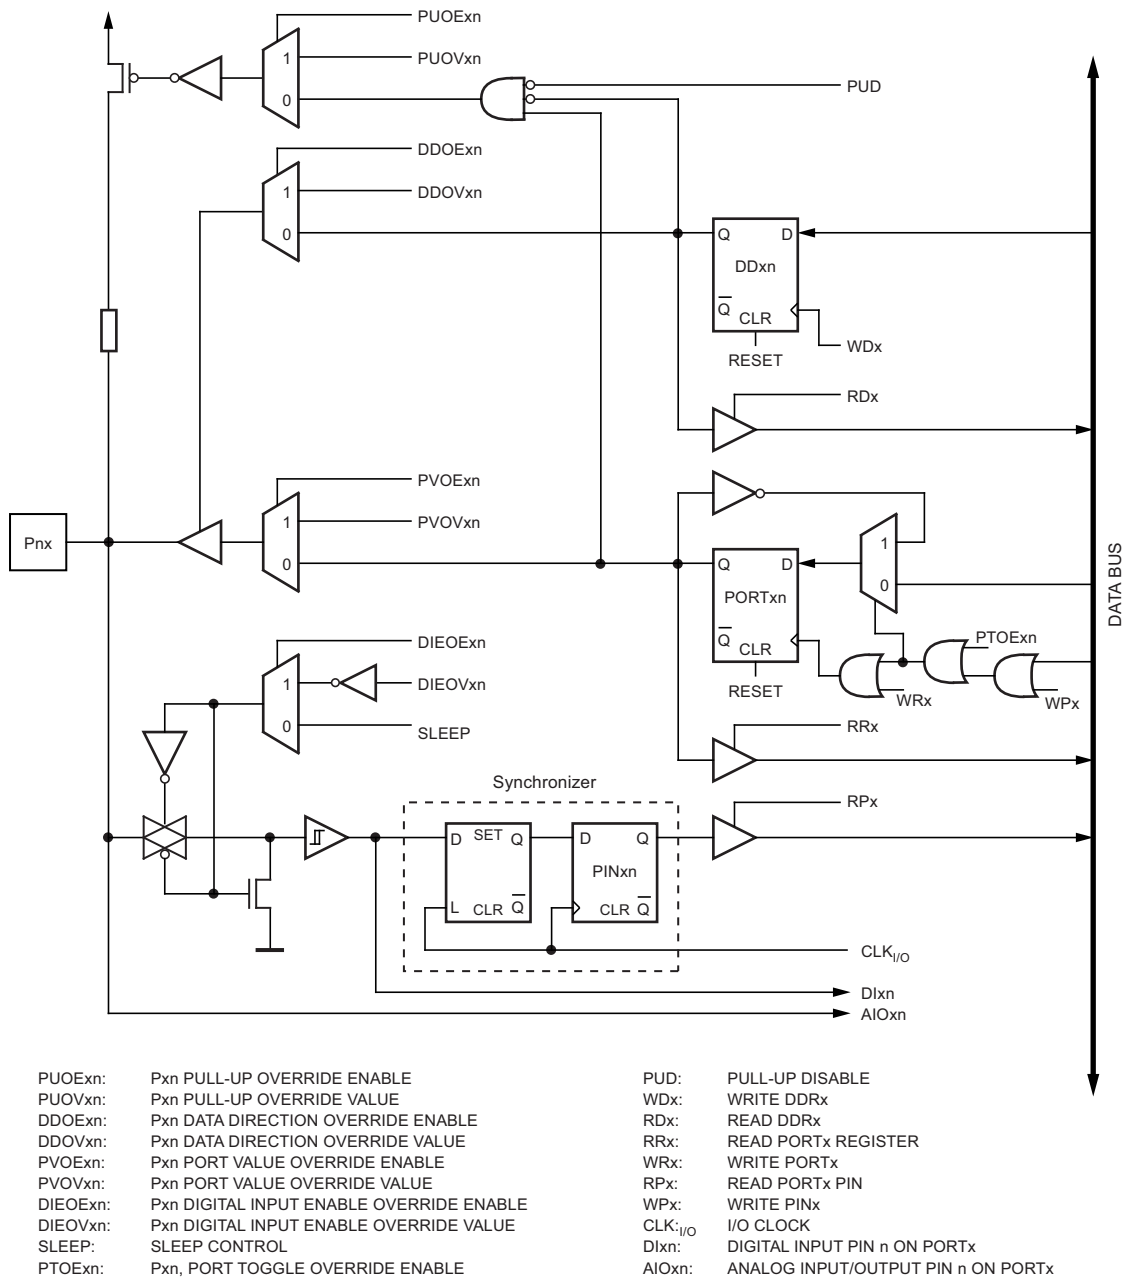 PUOExn
PUOVxn
1
0
PUD
DDOExn
DDOVxn
1
0
Q D
DDxn
Q
CLR
RESET
WDx
RDx
PVOExn
PVOVxn
1
0
Pnx
1
0
Q D
PORTxn
Q
CLR
RESET
PTOExn
WRx
WPx
DATA BUS
DIEOExn
DIEOVxn
SLEEP
1
0
RRx
Synchronizer
RPx
D SET Q
L CLR Q
D Q
PINxn
CLR Q
CLKI/O
DIxn
AIOxn
PUOExn: Pxn PULL-UP OVERRIDE ENABLE
PUOVxn: Pxn PULL-UP OVERRIDE VALUE
DDOExn: Pxn DATA DIRECTION OVERRIDE ENABLE
DDOVxn: Pxn DATA DIRECTION OVERRIDE VALUE
PVOExn: Pxn PORT VALUE OVERRIDE ENABLE
PVOVxn: Pxn PORT VALUE OVERRIDE VALUE
DIEOExn: Pxn DIGITAL INPUT ENABLE OVERRIDE ENABLE
DIEOVxn: Pxn DIGITAL INPUT ENABLE OVERRIDE VALUE
SLEEP: SLEEP CONTROL
PTOExn: Pxn, PORT TOGGLE OVERRIDE ENABLE
PUD: PULL-UP DISABLE
WDx: WRITE DDRx
RDx: READ DDRx
RRx: READ PORTx REGISTER
WRx: WRITE PORTx
RPx: READ PORTx PIN
WPx: WRITE PINx
CLK:I/O I/O CLOCK
DIxn: DIGITAL INPUT PIN n ON PORTx
AIOxn: ANALOG INPUT/OUTPUT PIN n ON PORTx